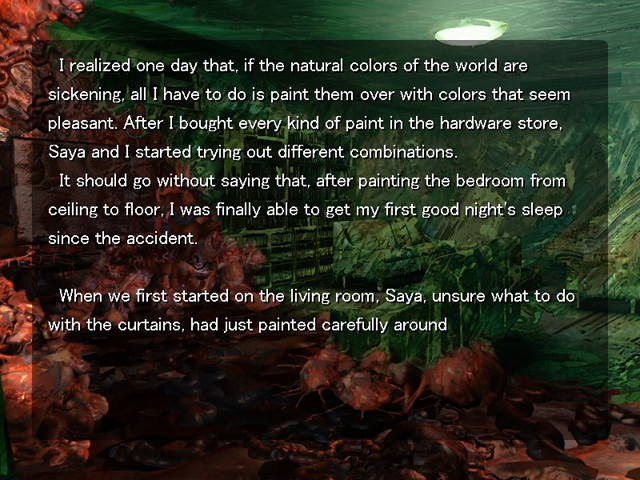 I realized one day that, if the natural colors of the world are
sickening, all I have to do is paint them over with colors that seem
pleasant. After I bought every kind of paint in the hardware store,
Saya and I started trying out different combinations.
It should go without saying that, after painting the bedroom from
ceiling to floor, I was finally able to get my first good night's sleep
since the accident.
When we first started on the living room, Saya, unsure what to do
with the curtains, had just painted carefully around